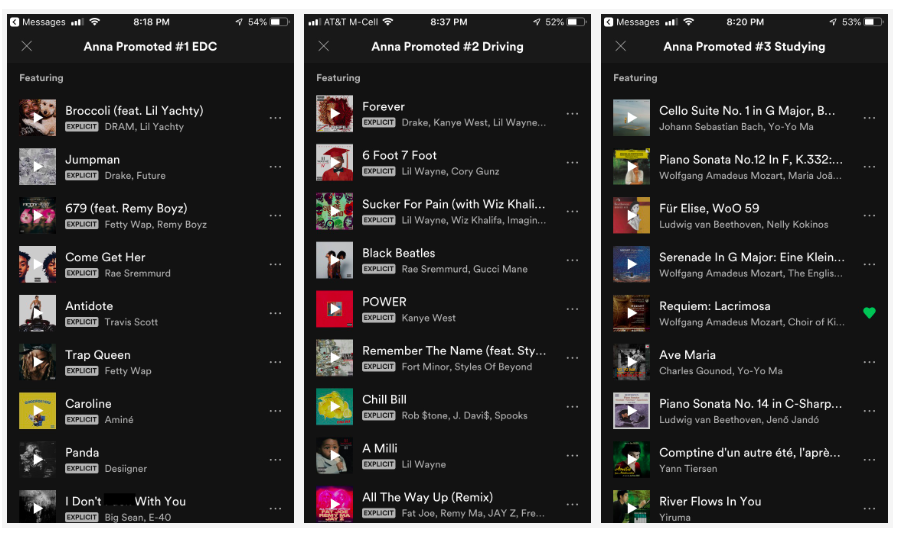 Messages 8:18 PM 54%
Anna Promoted #1 EDC
Featuring
Broccoli (feat. Lil Yachty)
EXPLICIT DRAM, Lil Yachty
Jumpman
EXPLICIT Drake, Future
679 (feat. Remy Boyz)
EXPLICIT Fetty Wap, Remy Boyz
Come Get Her
EXPLICIT Rae Sremmurd
Antidote
EXPLICIT Travis Scott
Trap Queen
EXPLICIT Fetty Wap
Caroline
EXPLICIT Aminé
Panda
EXPLICIT Desiigner
I Don't With You
EXPLICIT Big Sean, E-40
AT&T M-Cell 8:37 PM 52%
Anna Promoted #2 Driving
Featuring
Forever
EXPLICIT Drake, Kanye West, Lil Wayne...
6 Foot 7 Foot
EXPLICIT Lil Wayne, Cory Gunz
Sucker For Pain (with Wiz Khali...
EXPLICIT Lil Wayne, Wiz Khalifa, Imagin...
Black Beatles
EXPLICIT Rae Sremmurd, Gucci Mane
POWER
EXPLICIT Kanye West
Remember The Name (feat. Sty...
EXPLICIT Fort Minor, Styles Of Beyond
Chill Bill
EXPLICIT Rob $tone, J. Davi$, Spooks
A Milli
EXPLICIT Lil Wayne
All The Way Up (Remix)
EXPLICIT Fat Joe, Remy Ma, JAY Z, Fre...
Messages 8:20 PM 53%
Anna Promoted #3 Studying
Featuring
Cello Suite No. 1 in G Major, B...
Johann Sebastian Bach, Yo-Yo Ma
Piano Sonata No.12 In F, K.332:...
Wolfgang Amadeus Mozart, Maria Joã...
Für Elise, WoO 59
Ludwig van Beethoven, Nelly Kokinos
Serenade In G Major: Eine Klein...
Wolfgang Amadeus Mozart, The Englis...
Requiem: Lacrimosa
Wolfgang Amadeus Mozart, Choir of Ki...
Ave Maria
Charles Gounod, Yo-Yo Ma
Piano Sonata No. 14 in C-Sharp...
Ludwig van Beethoven, Jenő Jandó
Comptine d'un autre été, l'aprè...
Yann Tiersen
River Flows In You
Yiruma